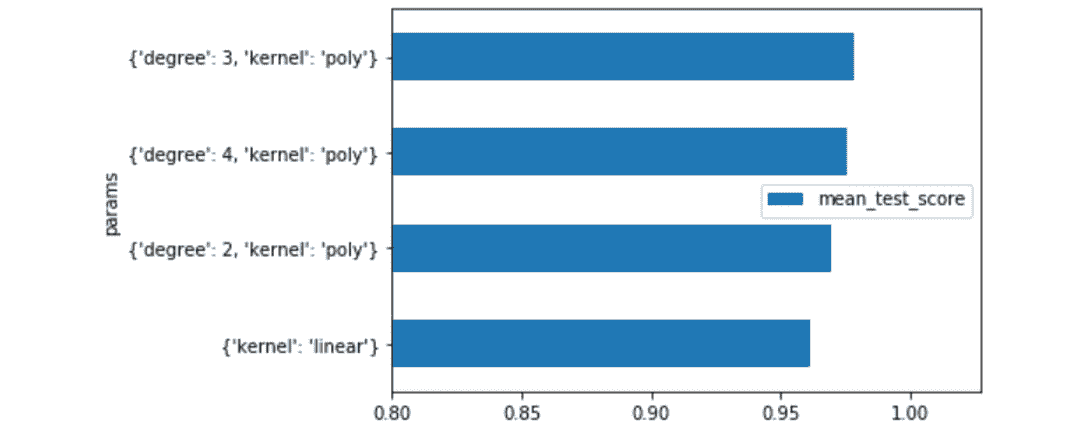 {'degree': 3, 'kernel': 'poly'}
{'degree': 4, 'kernel': 'poly'}
params
mean_test_score
{'degree': 2, 'kernel': 'poly'}
{'kernel': 'linear'}
0.80 0.85 0.90 0.95 1.00